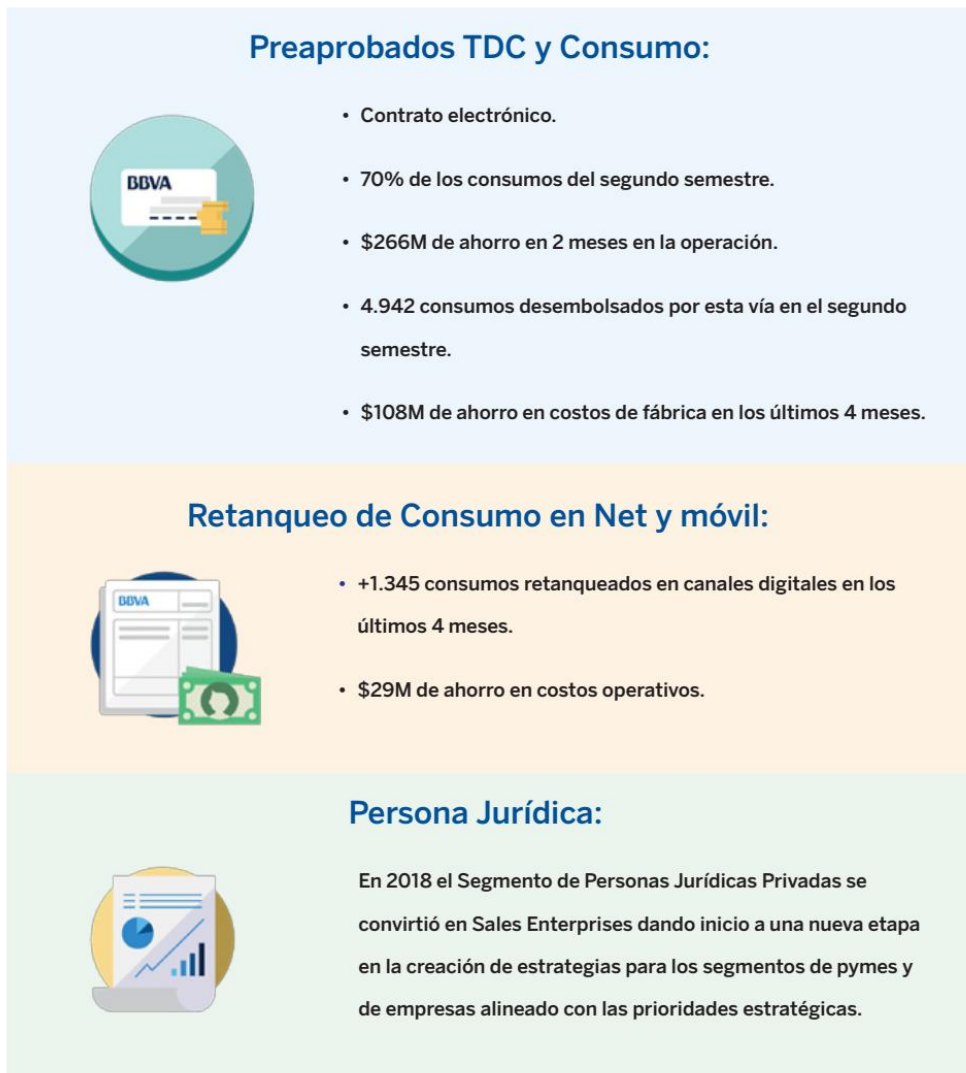 Preaprobados TDC y Consumo:
BBVA
• Contrato electrónico.
• 70% de los consumos del segundo semestre.
• $266M de ahorro en 2 meses en la operación.
• 4.942 consumos desembolsados por esta vía en el segundo
semestre.
• $108M de ahorro en costos de fábrica en los últimos 4 meses.
Retanqueo de Consumo en Net y móvil:
BBVA
• +1.345 consumos retanqueados en canales digitales en los
últimos 4 meses.
• $29M de ahorro en costos operativos.
Persona Jurídica:
En 2018 el Segmento de Personas Jurídicas Privadas se
convirtió en Sales Enterprises dando inicio a una nueva etapa
en la creación de estrategias para los segmentos de pymes y
de empresas alineado con las prioridades estratégicas.